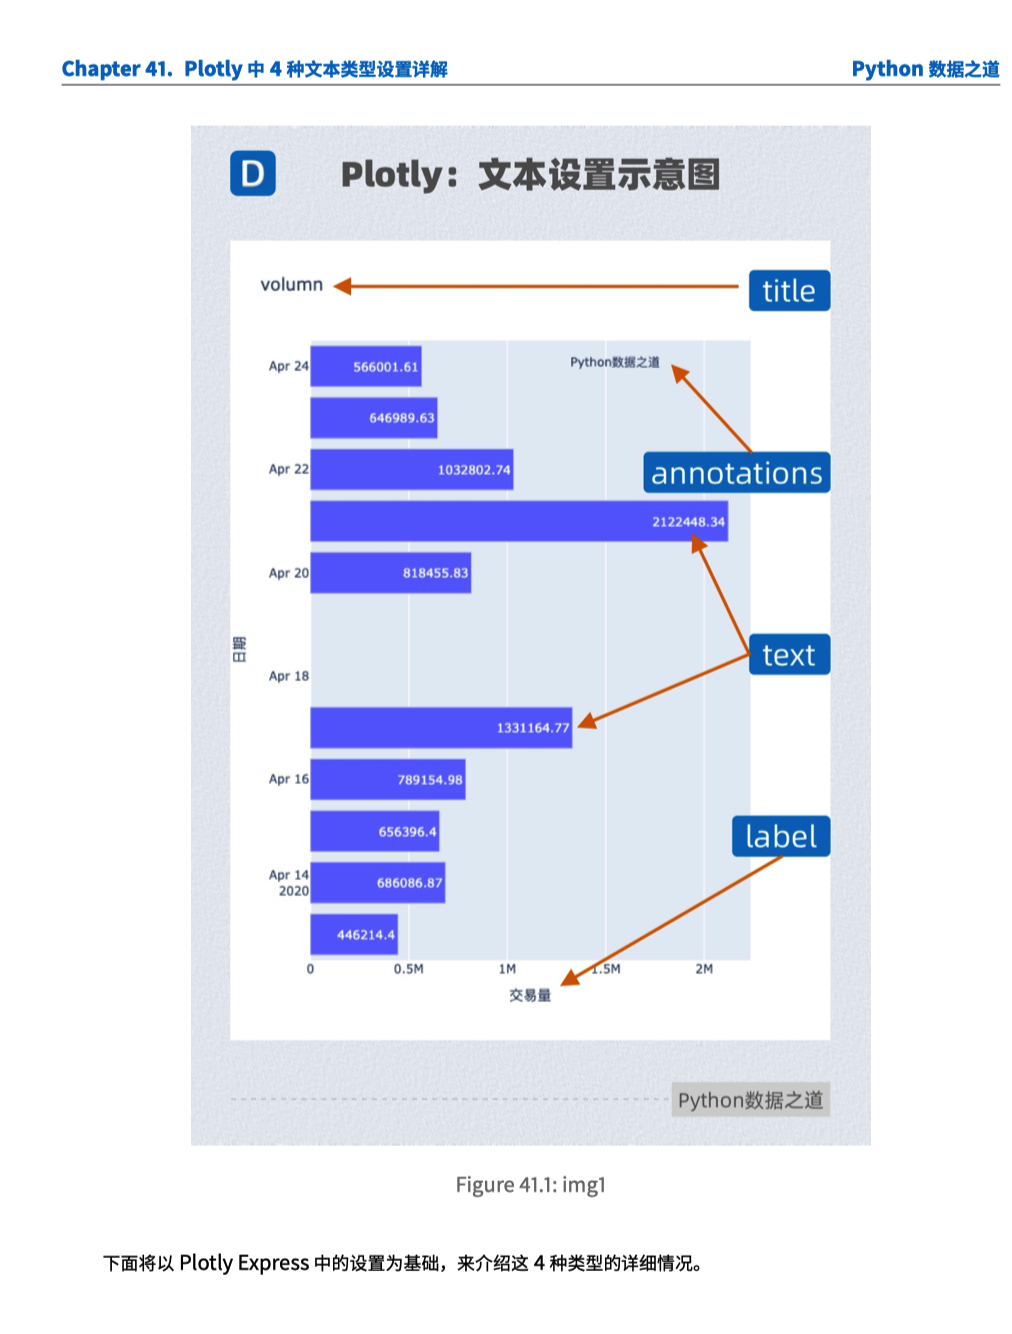 Chapter 41. Plotly 中 4 种文本类型设置详解
Python 数据之道
D
Plotly：文本设置示意图
volumn
title
Apr 24
566001.61
Python数据之道
646989.63
Apr 22
1032802.74
annotations
2122448.34
Apr 20
818455.83
日期
text
Apr 18
1331164.77
Apr 16
789154.98
656396.4
label
Apr 14
2020
686086.87
446214.4
0 0.5M 1M 1.5M 2M
交易量
Python数据之道
Figure 41.1: img1
下面将以 Plotly Express 中的设置为基础，来介绍这 4 种类型的详细情况。